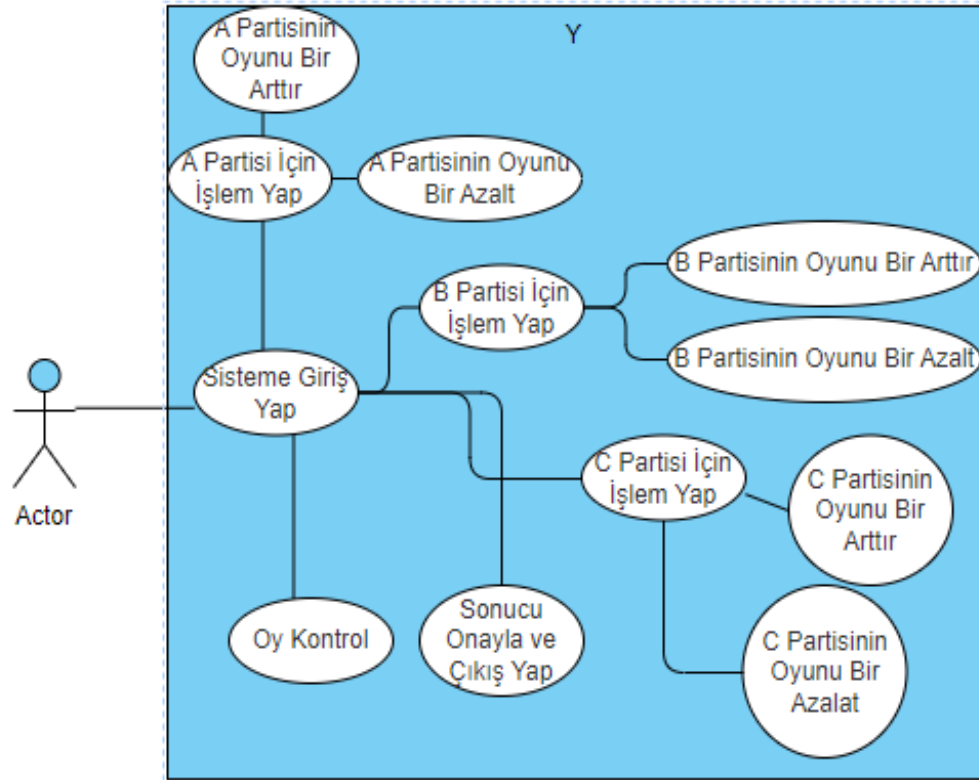 Y
A Partisinin
Oyunu Bir
Arttır
A Partisi İçin
İşlem Yap
A Partisinin Oyunu
Bir Azalt
B Partisi İçin
İşlem Yap
B Partisinin Oyunu Bir Arttır
B Partisinin Oyunu Bir Azalt
Sisteme Giriş
Yap
Actor
C Partisi İçin
İşlem Yap
C Partisinin
Oyunu Bir
Arttır
Oy Kontrol
Sonucu
Onayla ve
Çıkış Yap
C Partisinin
Oyunu Bir
Azalat